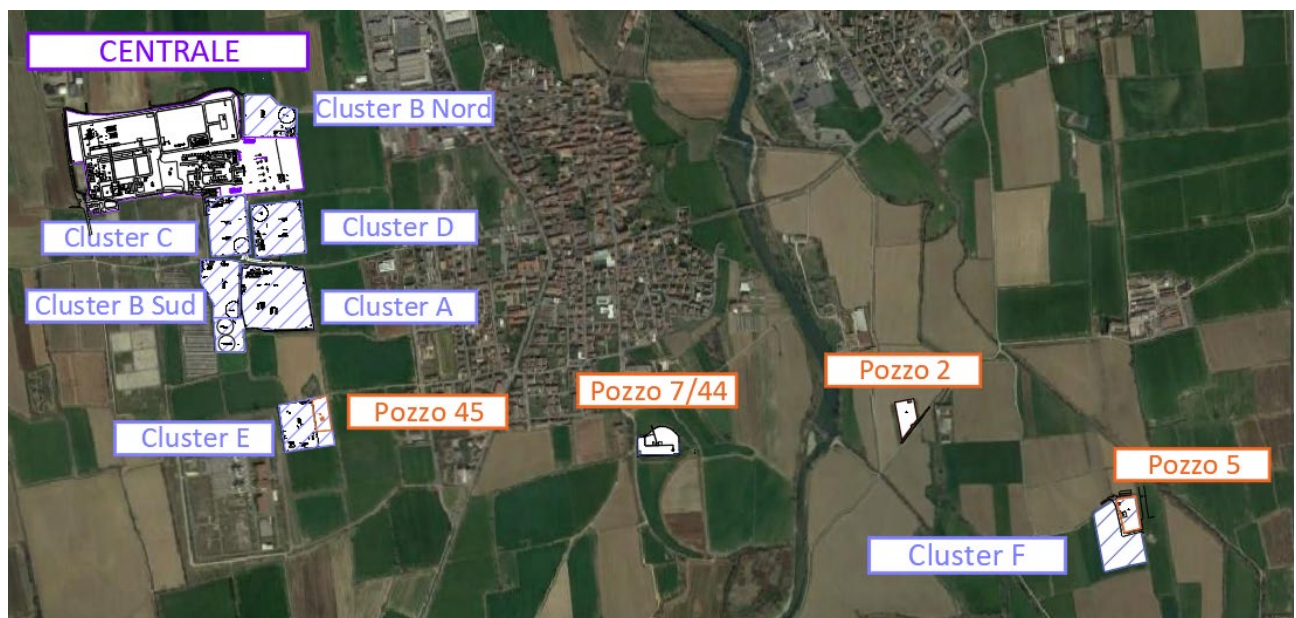 CENTRALE
Cluster B Nord
Cluster C
Cluster D
Cluster B Sud
Cluster A
Pozzo 2
Pozzo 7/44
Pozzo 45
Cluster E
Pozzo 5
Cluster F